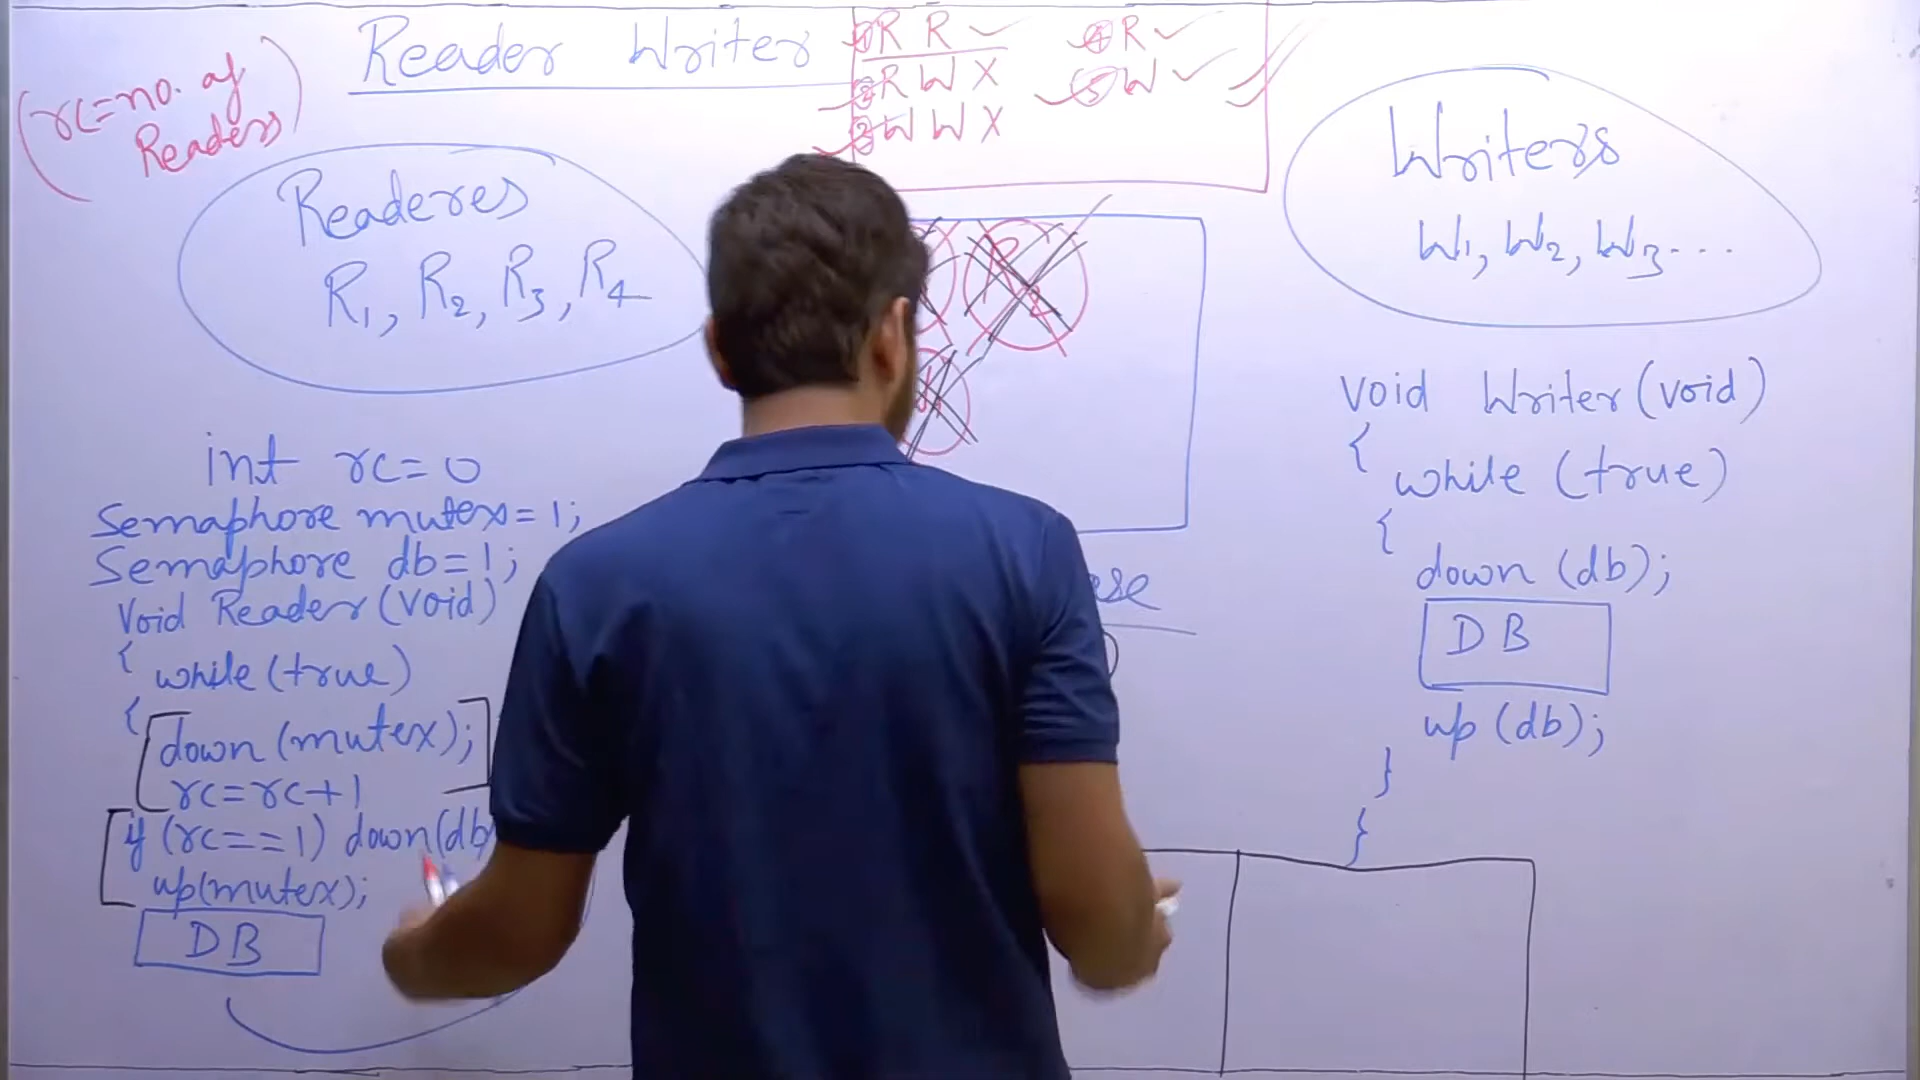 (rc=no. of
Readers)
Reader Writer
① R R ✓
② R W X
③ W W X
④ R ✓
⑤ W ✓
Readeres
R1, R2, R3, R4
int rc=0
Semaphore mutex=1;
Semaphore db=1;
Void Reader(void)
{ while(true)
{ down(mutex);
rc=rc+1
if (rc==1) down(db
up(mutex);
DB
Writers
W1, W2, W3...
void Writer(void)
{ while (true)
{
down (db);
DB
up (db);
}
}